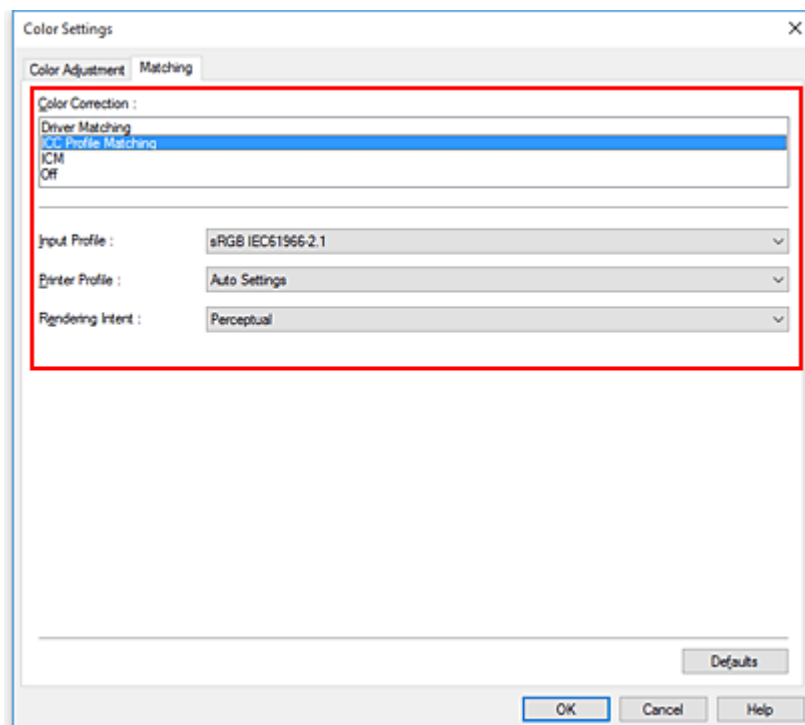 Color Settings
Color Adjustment Matching
Color Correction :
Driver Matching
ICC Profile Matching
ICM
Off
Input Profile : sRGB IEC61966-2.1
Printer Profile : Auto Settings
Rendering Intent : Perceptual
Defaults
OK Cancel Help